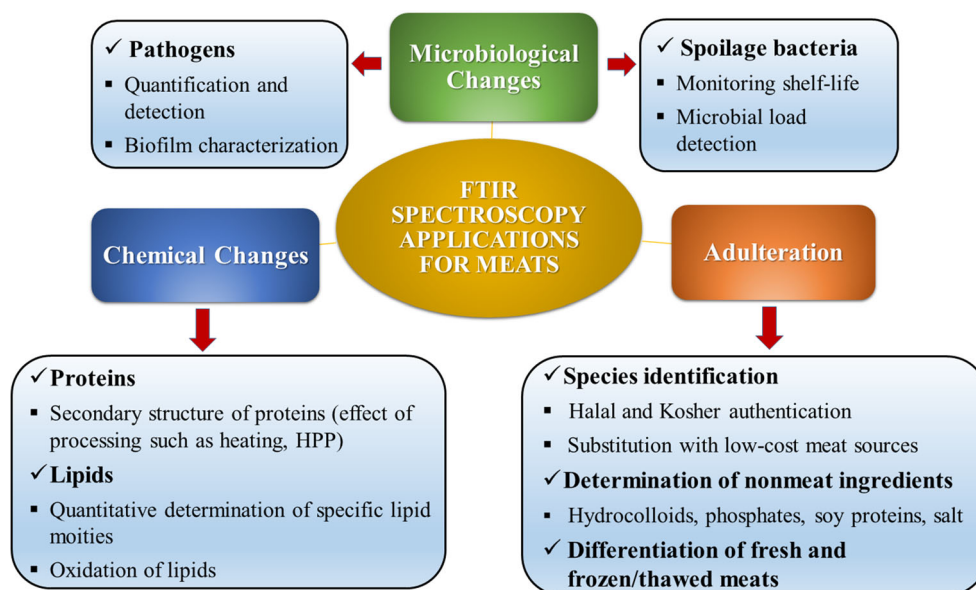 ✓ Pathogens
▪ Quantification and
detection
▪ Biofilm characterization
Microbiological
Changes
✓ Spoilage bacteria
▪ Monitoring shelf-life
▪ Microbial load
detection
FTIR
SPECTROSCOPY
APPLICATIONS
FOR MEATS
Chemical Changes
Adulteration
✓ Proteins
▪ Secondary structure of proteins (effect of
processing such as heating, HPP)
✓ Lipids
▪ Quantitative determination of specific lipid
moities
▪ Oxidation of lipids
✓ Species identification
▪ Halal and Kosher authentication
▪ Substitution with low-cost meat sources
✓ Determination of nonmeat ingredients
▪ Hydrocolloids, phosphates, soy proteins, salt
✓ Differentiation of fresh and
frozen/thawed meats